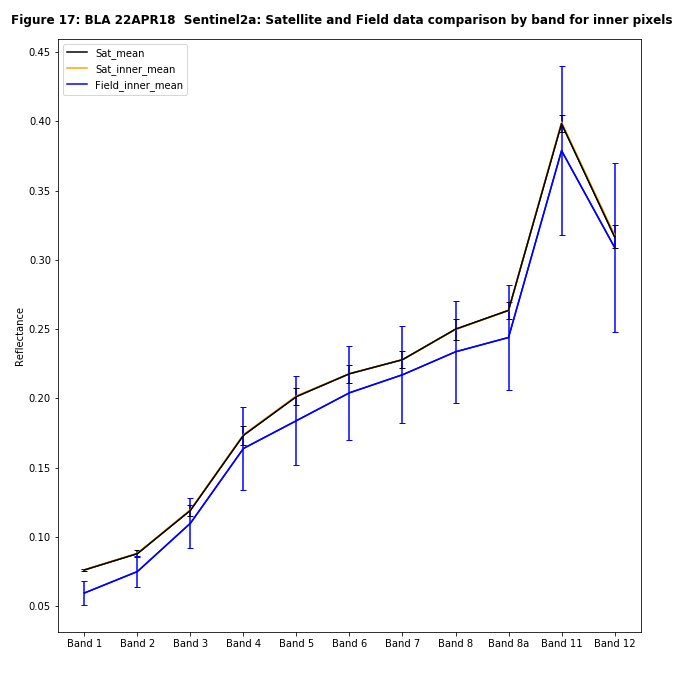 Figure 17: BLA 22APR18  Sentinel2a: Satellite and Field data comparison by band for inner pixels
Sat_mean
Sat_inner_mean
Field_inner_mean
0.45
0.40
0.35
0.30
0.25
0.20
0.15
0.10
0.05
Reflectance
Band 1 Band 2 Band 3 Band 4 Band 5 Band 6 Band 7 Band 8 Band 8a Band 11 Band 12